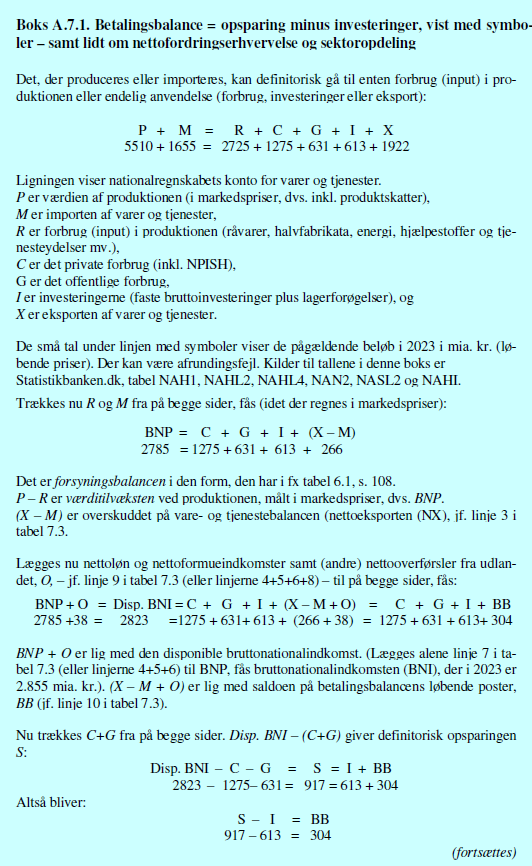 Boks A.7.1. Betalingsbalance = opsparing minus investeringer, vist med symbo-
ler – samt lidt om nettofordringserhvervelse og sektoropdeling
Det, der produceres eller importeres, kan definitorisk gå til enten forbrug (input) i pro-
duktionen eller endelig anvendelse (forbrug, investeringer eller eksport):
P + M = R + C + G + I + X
5510 + 1655 = 2725 + 1275 + 631 + 613 + 1922
Ligningen viser nationalregnskabets konto for varer og tjenester.
P er værdien af produktionen (i markedspriser, dvs. inkl. produktskatter),
M er importen af varer og tjenester,
R er forbrug (input) i produktionen (råvarer, halvfabrikata, energi, hjælpestoffer og tje-
nesteydelser mv.),
C er det private forbrug (inkl. NPISH),
G er det offentlige forbrug,
I er investeringerne (faste bruttoinvesteringer plus lagerforøgelser), og
X er eksporten af varer og tjenester.
De små tal under linjen med symboler viser de pågældende beløb i 2023 i mia. kr. (lø-
bende priser). Der kan være afrundingsfejl. Kilder til tallene i denne boks er
Statistikbanken.dk, tabel NAH1, NAHL2, NAHL4, NAN2, NASL2 og NAHI.
Trækkes nu R og M fra på begge sider, fås (idet der regnes i markedspriser):
BNP = C + G + I + (X – M)
2785 = 1275 + 631 + 613 + 266
Det er forsyningsbalancen i den form, den har i fx tabel 6.1, s. 108.
P – R er værditilvæksten ved produktionen, målt i markedspriser, dvs. BNP.
(X – M) er overskuddet på vare- og tjenestebalancen (nettoeksporten (NX), jf. linje 3 i
tabel 7.3.
Lægges nu nettoløn og nettoformueindkomster samt (andre) nettooverførsler fra udlan-
det, O, – jf. linje 9 i tabel 7.3 (eller linjerne 4+5+6+8) – til på begge sider, fås:
BNP + O = Disp. BNI = C + G + I + (X – M + O) = C + G + I + BB
2785 +38 = 2823 =1275 + 631+ 613 + (266 + 38) = 1275 + 631 + 613+ 304
BNP + O er lig med den disponible bruttonationalindkomst. (Lægges alene linje 7 i ta-
bel 7.3 (eller linjerne 4+5+6) til BNP, fås bruttonationalindkomsten (BNI), der i 2023 er
2.855 mia. kr.). (X – M + O) er lig med saldoen på betalingsbalancens løbende poster,
BB (jf. linje 10 i tabel 7.3).
Nu trækkes C+G fra på begge sider. Disp. BNI – (C+G) giver definitorisk opsparingen
S:
Disp. BNI – C – G = S = I + BB
2823 – 1275– 631 = 917 = 613 + 304
Altså bliver:
S – I = BB
917 – 613 = 304
(fortsættes)